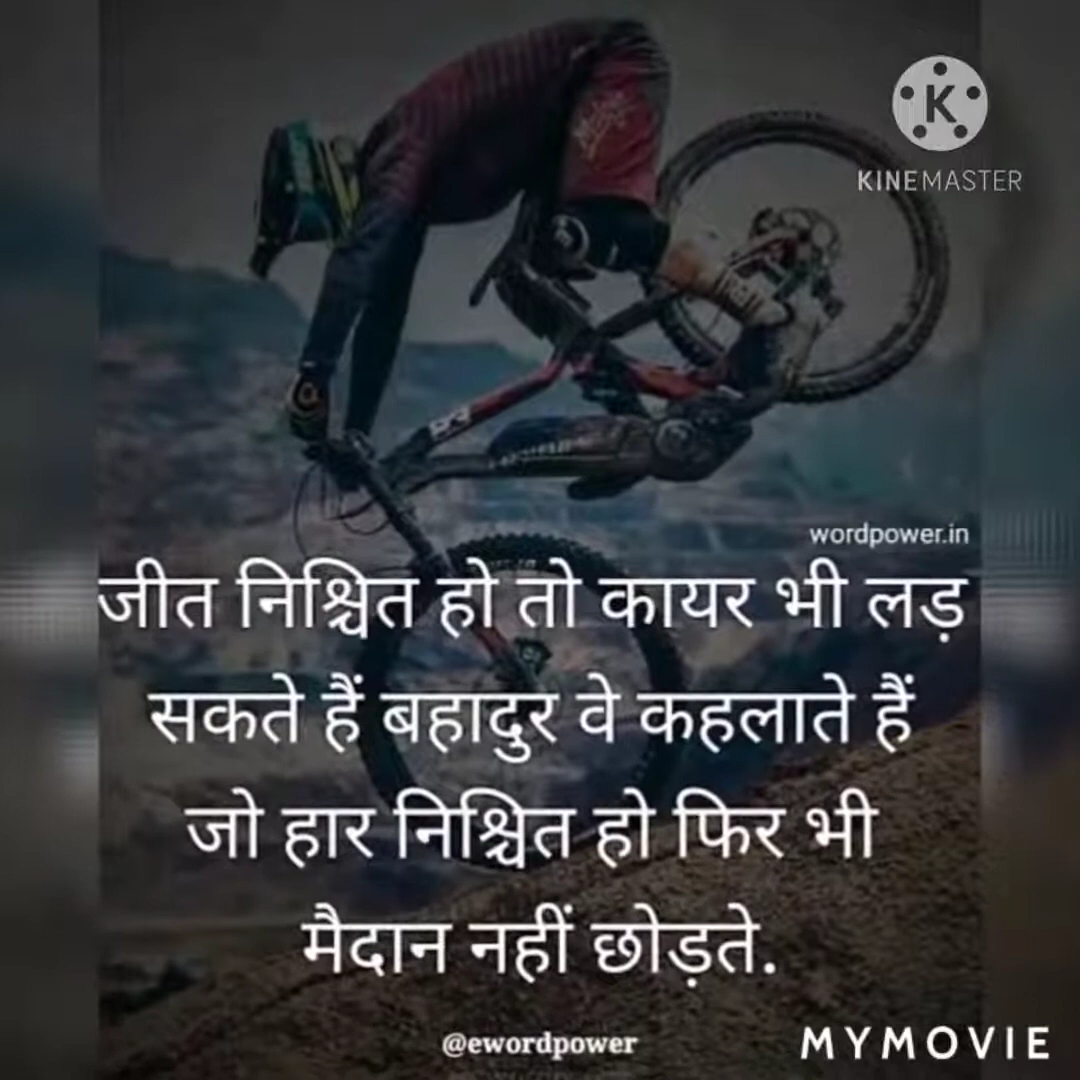 K
KINEMASTER
wordpower.in
जीत निश्चित हो तो कायर भी लड़
सकते हैं बहादुर वे कहलाते हैं
जो हार निश्चित हो फिर भी
मैदान नहीं छोड़ते.
@ewordpower
MYMOVIE